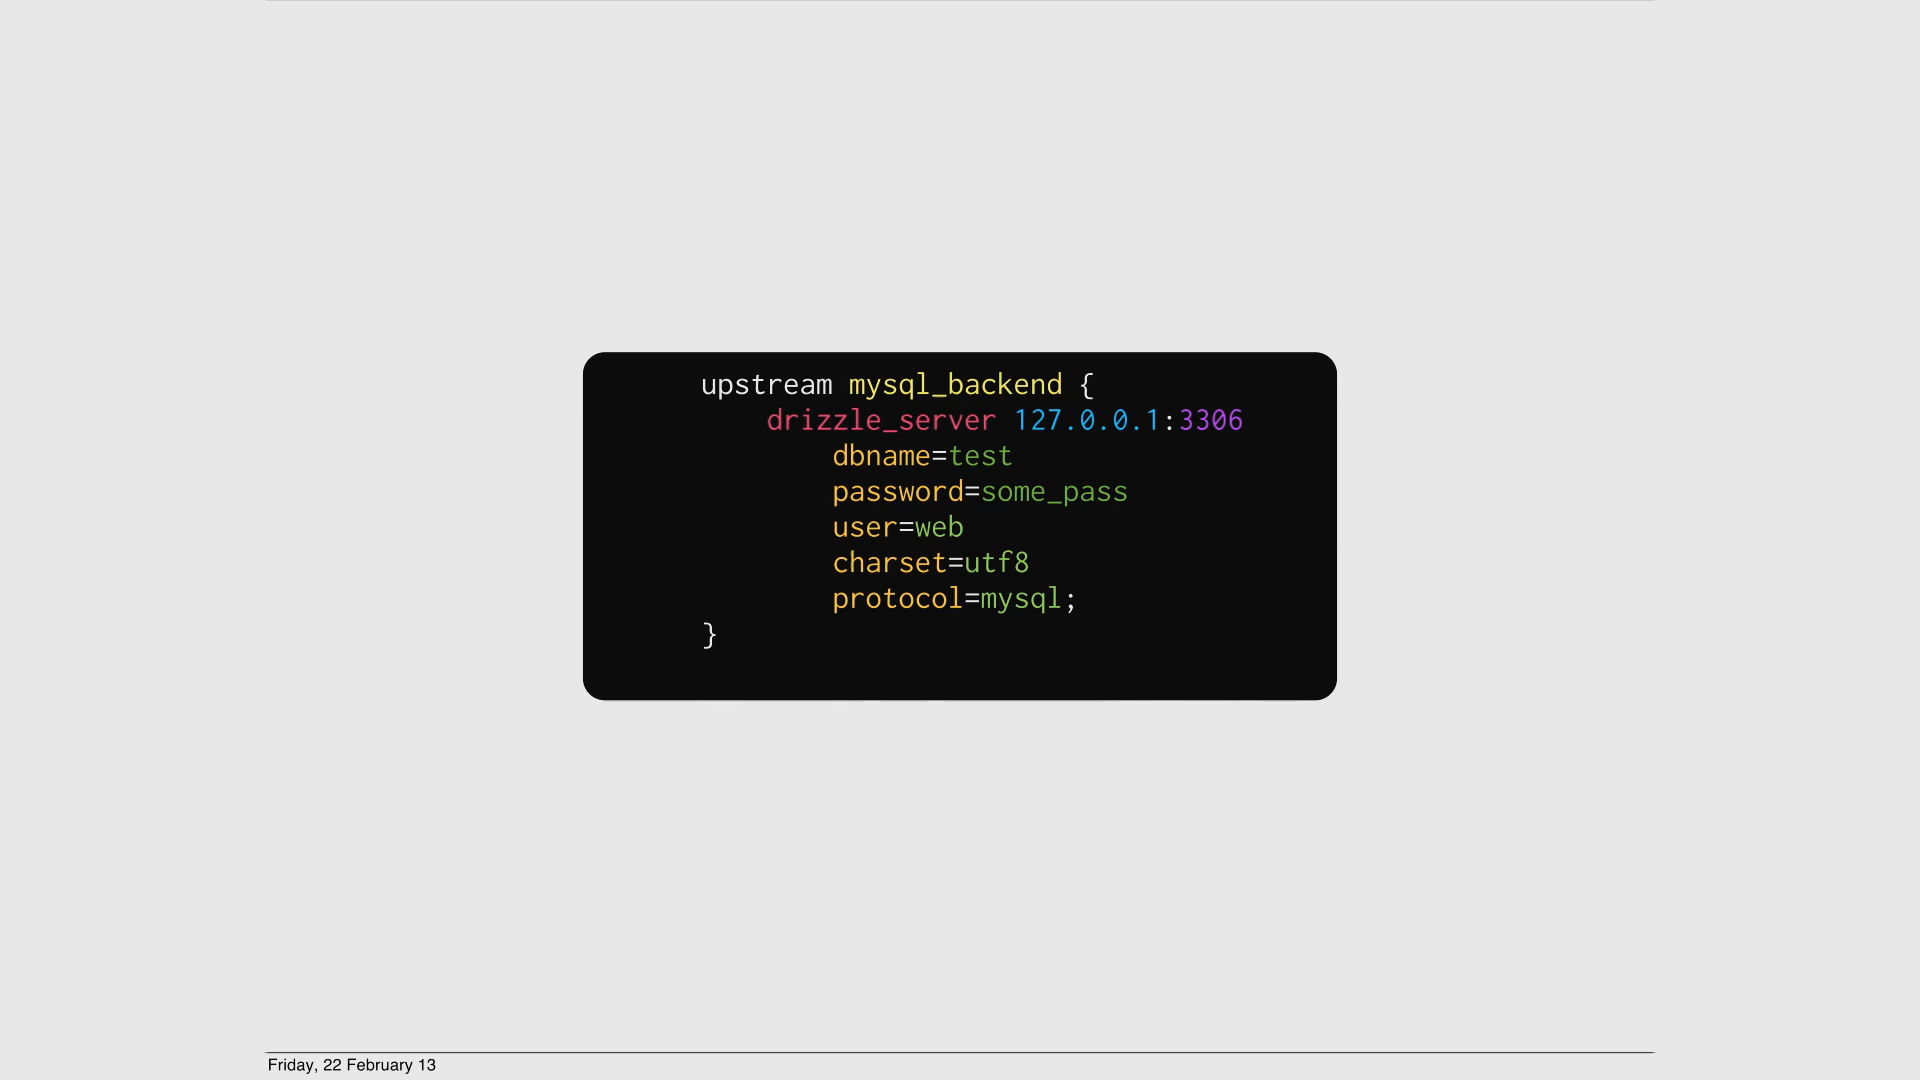 upstream mysql_backend {
drizzle_server 127.0.0.1:3306
dbname=test
password=some_pass
user=web
charset=utf8
protocol=mysql;
}
Friday, 22 February 13